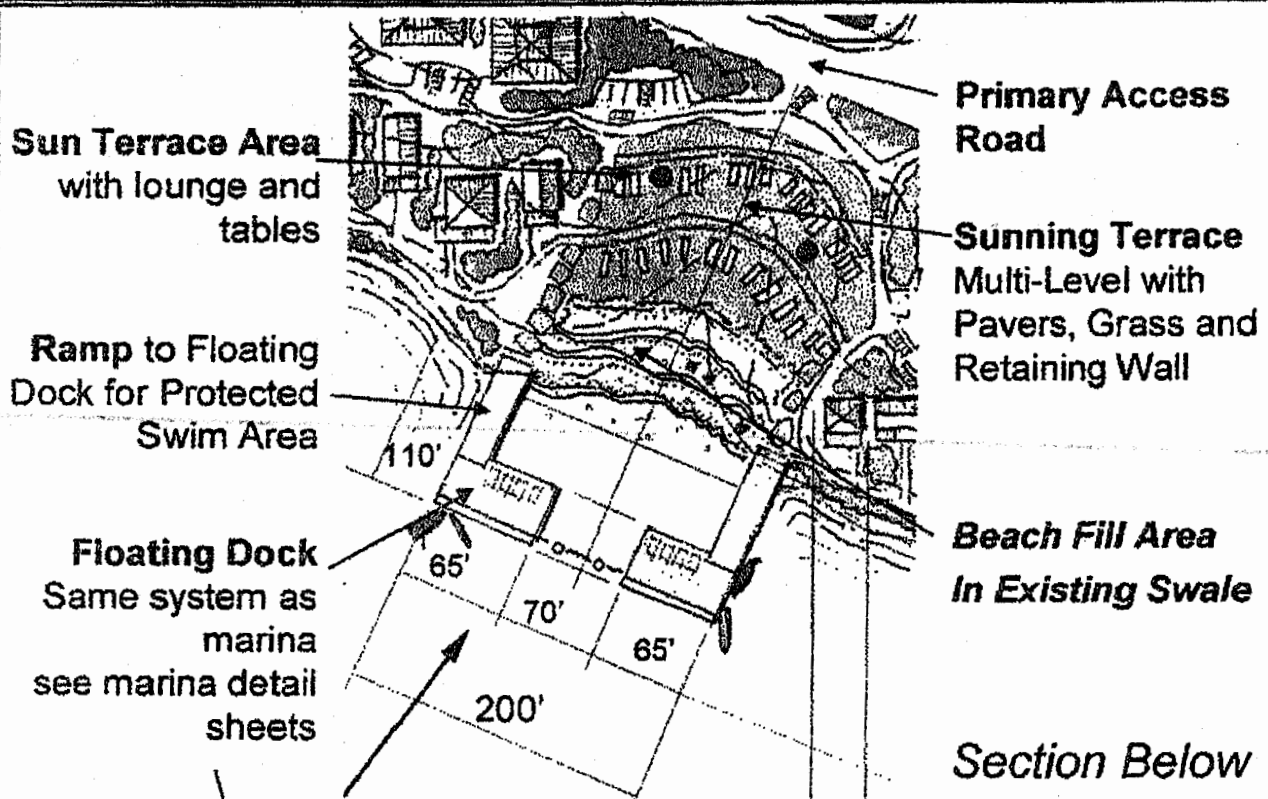 Primary Access
Road
Sun Terrace Area
with lounge and
tables
Sunning Terrace
Multi-Level with
Pavers, Grass and
Retaining Wall
Ramp to Floating
Dock for Protected
Swim Area
110'
Floating Dock
Same system as
marina
see marina detail
sheets
Beach Fill Area
In Existing Swale
65'
70'
65'
200'
Section Below